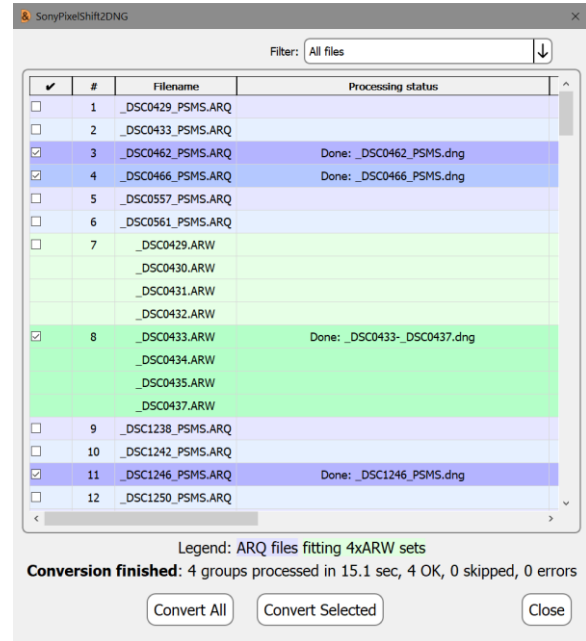 SonyPixelShift2DNG
Filter: All files
✔ # Filename Processing status
1 _DSC0429_PSMS.ARQ
2 _DSC0433_PSMS.ARQ
3 _DSC0462_PSMS.ARQ Done: _DSC0462_PSMS.dng
4 _DSC0466_PSMS.ARQ Done: _DSC0466_PSMS.dng
5 _DSC0557_PSMS.ARQ
6 _DSC0561_PSMS.ARQ
7 _DSC0429.ARW
_DSC0430.ARW
_DSC0431.ARW
_DSC0432.ARW
8 _DSC0433.ARW Done: _DSC0433-_DSC0437.dng
_DSC0434.ARW
_DSC0435.ARW
_DSC0437.ARW
9 _DSC1238_PSMS.ARQ
10 _DSC1242_PSMS.ARQ
11 _DSC1246_PSMS.ARQ Done: _DSC1246_PSMS.dng
12 _DSC1250_PSMS.ARQ
Legend: ARQ files fitting 4xARW sets
Conversion finished: 4 groups processed in 15.1 sec, 4 OK, 0 skipped, 0 errors
Convert All Convert Selected Close